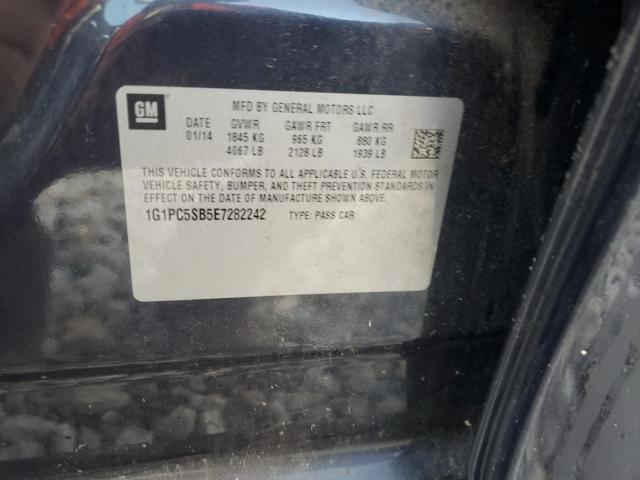 GM
MFD BY GENERAL MOTORS LLC
DATE GVWR GAWR FRT GAWR RR
01/14 1845 KG 965 KG 880 KG
4067 LB 2128 LB 1939 LB
THIS VEHICLE CONFORMS TO ALL APPLICABLE U.S. FEDERAL MOTOR
VEHICLE SAFETY, BUMPER, AND THEFT PREVENTION STANDARDS IN
EFFECT ON THE DATE OF MANUFACTURE SHOWN ABOVE.
1G1PC5SB5E7282242 TYPE: PASS CAR